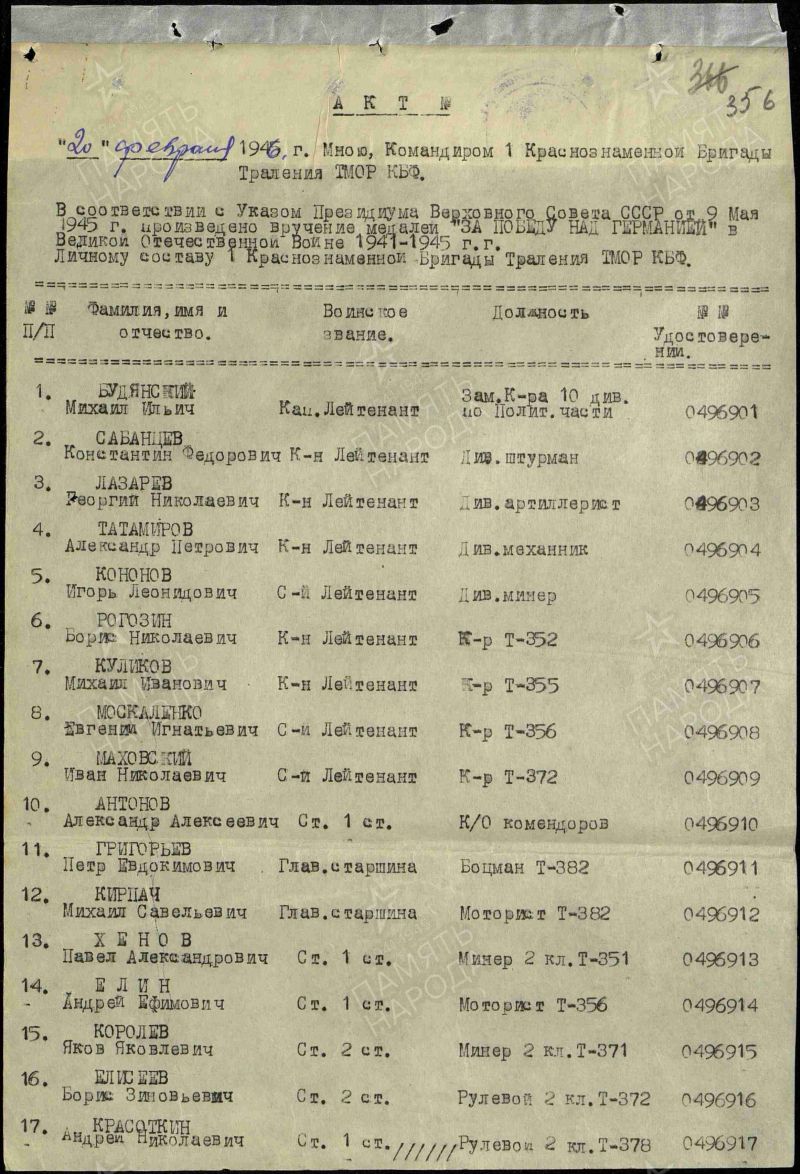 356
А К Т №
"20" февраля 1946 г. Мною, Командиром 1 Краснознаменной Бригады
Траления ТМОР КБФ.
В соответствии с Указом Президиума Верховного Совета СССР от 9 Мая
1945 г. произведено вручение медалей "ЗА ПОБЕДУ НАД ГЕРМАНИЕЙ" в
Великой Отечественной Войне 1941-1945 г.г.
Личному составу 1 Краснознаменной Бригады Траления ТМОР КБФ.
№ № Фамилия, имя и Воинское Должность № №
П/П отчество. звание. Удостовере-
нии.
1. БУДЯНСКИЙ Зам.К-ра 10 див.
Михаил Ильич Кап.Лейтенант по Полит.части 0496901
2. САБАНЦЕВ
Константин Федорович К-н Лейтенант Див.штурман 0496902
3. ЛАЗАРЕВ
Георгий Николаевич К-н Лейтенант Див.артиллерист 0496903
4. ТАТАМИРОВ
Александр Петрович К-н Лейтенант Див.механник 0496904
5. КОНОНОВ
Игорь Леонидович С-й Лейтенант Див.минер 0496905
6. РОГОЗИН
Борис Николаевич К-н Лейтенант К-р Т-352 0496906
7. КУЛИКОВ
Михаил Иванович К-н Лейтенант К-р Т-355 0496907
8. МОСКАЛЕНКО
Евгений Игнатьевич С-й Лейтенант К-р Т-356 0496908
9. МАХОВСКИЙ
Иван Николаевич С-й Лейтенант К-р Т-372 0496909
10. АНТОНОВ
Александр Алексеевич Ст. 1 ст. К/О комендоров 0496910
11. ГРИГОРЬЕВ
Петр Евдокимович Глав.старшина Боцман Т-382 0496911
12. КИРПАЧ
Михаил Савельевич Глав.старшина Моторист Т-382 0496912
13. Х Е Н О В
Павел Александрович Ст. 1 ст. Минер 2 кл.Т-351 0496913
14. Е Л И Н
Андрей Ефимович Ст. 1 ст. Моторист Т-356 0496914
15. КОРОЛЕВ
Яков Яковлевич Ст. 2 ст. Минер 2 кл.Т-371 0496915
16. ЕЛИСЕЕВ
Борис Зиновьевич Ст. 2 ст. Рулевой 2 кл.Т-372 0496916
17. КРАСОТКИН
Андрей Николаевич Ст. 1 ст.////// Рулевой 2 кл.Т-378 0496917
ПАМЯТЬ НАРОДА